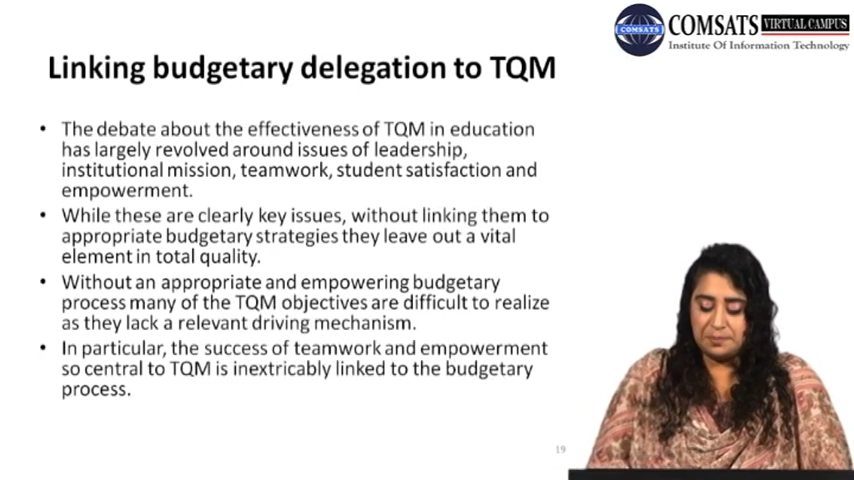 COMSATS VIRTUAL CAMPUS
COMSATS
Institute Of Information Technology
Linking budgetary delegation to TQM
• The debate about the effectiveness of TQM in education
has largely revolved around issues of leadership,
institutional mission, teamwork, student satisfaction and
empowerment.
• While these are clearly key issues, without linking them to
appropriate budgetary strategies they leave out a vital
element in total quality.
• Without an appropriate and empowering budgetary
process many of the TQM objectives are difficult to realize
as they lack a relevant driving mechanism.
• In particular, the success of teamwork and empowerment
so central to TQM is inextricably linked to the budgetary
process.
19